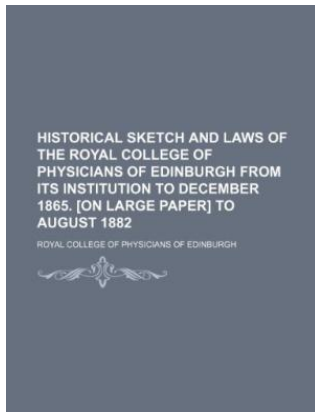 HISTORICAL SKETCH AND LAWS OF
THE ROYAL COLLEGE OF
PHYSICIANS OF EDINBURGH FROM
ITS INSTITUTION TO DECEMBER
1865. [ON LARGE PAPER] TO
AUGUST 1882
ROYAL COLLEGE OF PHYSICIANS OF EDINBURGH